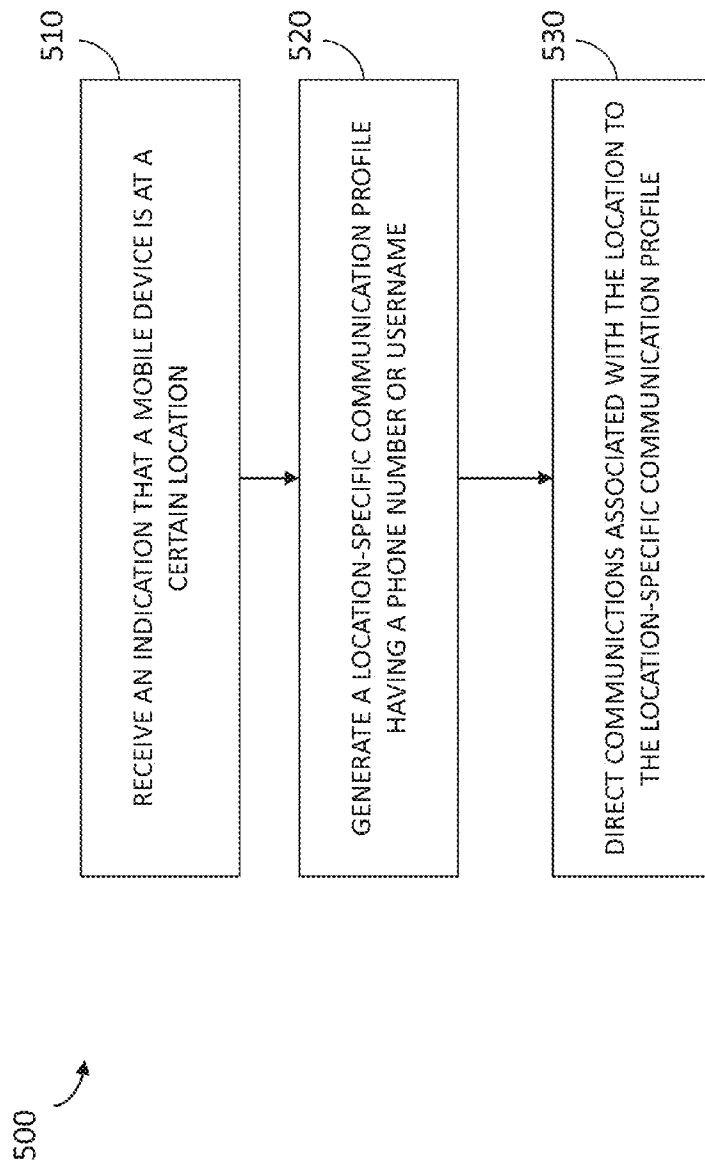 500
510
RECEIVE AN INDICATION THAT A MOBILE DEVICE IS AT A
CERTAIN LOCATION
520
GENERATE A LOCATION-SPECIFIC COMMUNICATION PROFILE
HAVING A PHONE NUMBER OR USERNAME
530
DIRECT COMMUNICTIONS ASSOCIATED WITH THE LOCATION TO
THE LOCATION-SPECIFIC COMMUNICATION PROFILE